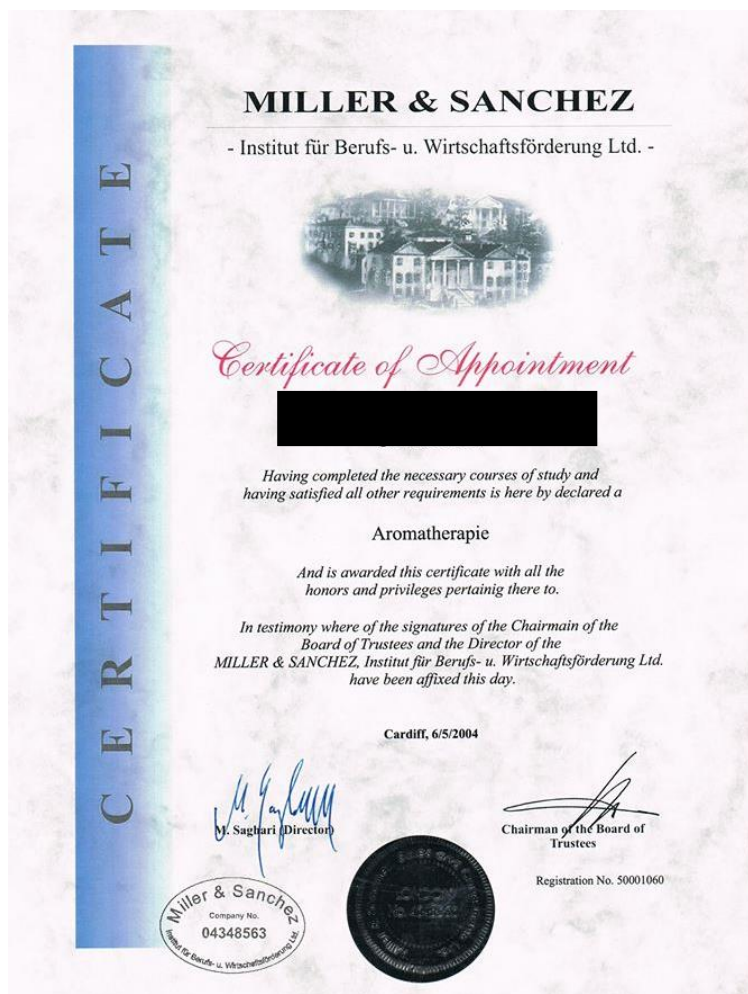 CERTIFICATE
MILLER & SANCHEZ
- Institut für Berufs- u. Wirtschaftsförderung Ltd. -
Certificate of Appointment
Having completed the necessary courses of study and
having satisfied all other requirements is here by declared a
Aromatherapie
And is awarded this certificate with all the
honors and privileges pertainig there to.
In testimony where of the signatures of the Chairmain of the
Board of Trustees and the Director of the
MILLER & SANCHEZ, Institut für Berufs- u. Wirtschaftsförderung Ltd.
have been affixed this day.
Cardiff, 6/5/2004
M. Saghari (Director)
Chairman of the Board of
Trustees
Registration No. 50001060
Miller & Sanchez
Company No.
04348563
Institut für Berufs- u. Wirtschaftsförderung Ltd.
LONDON